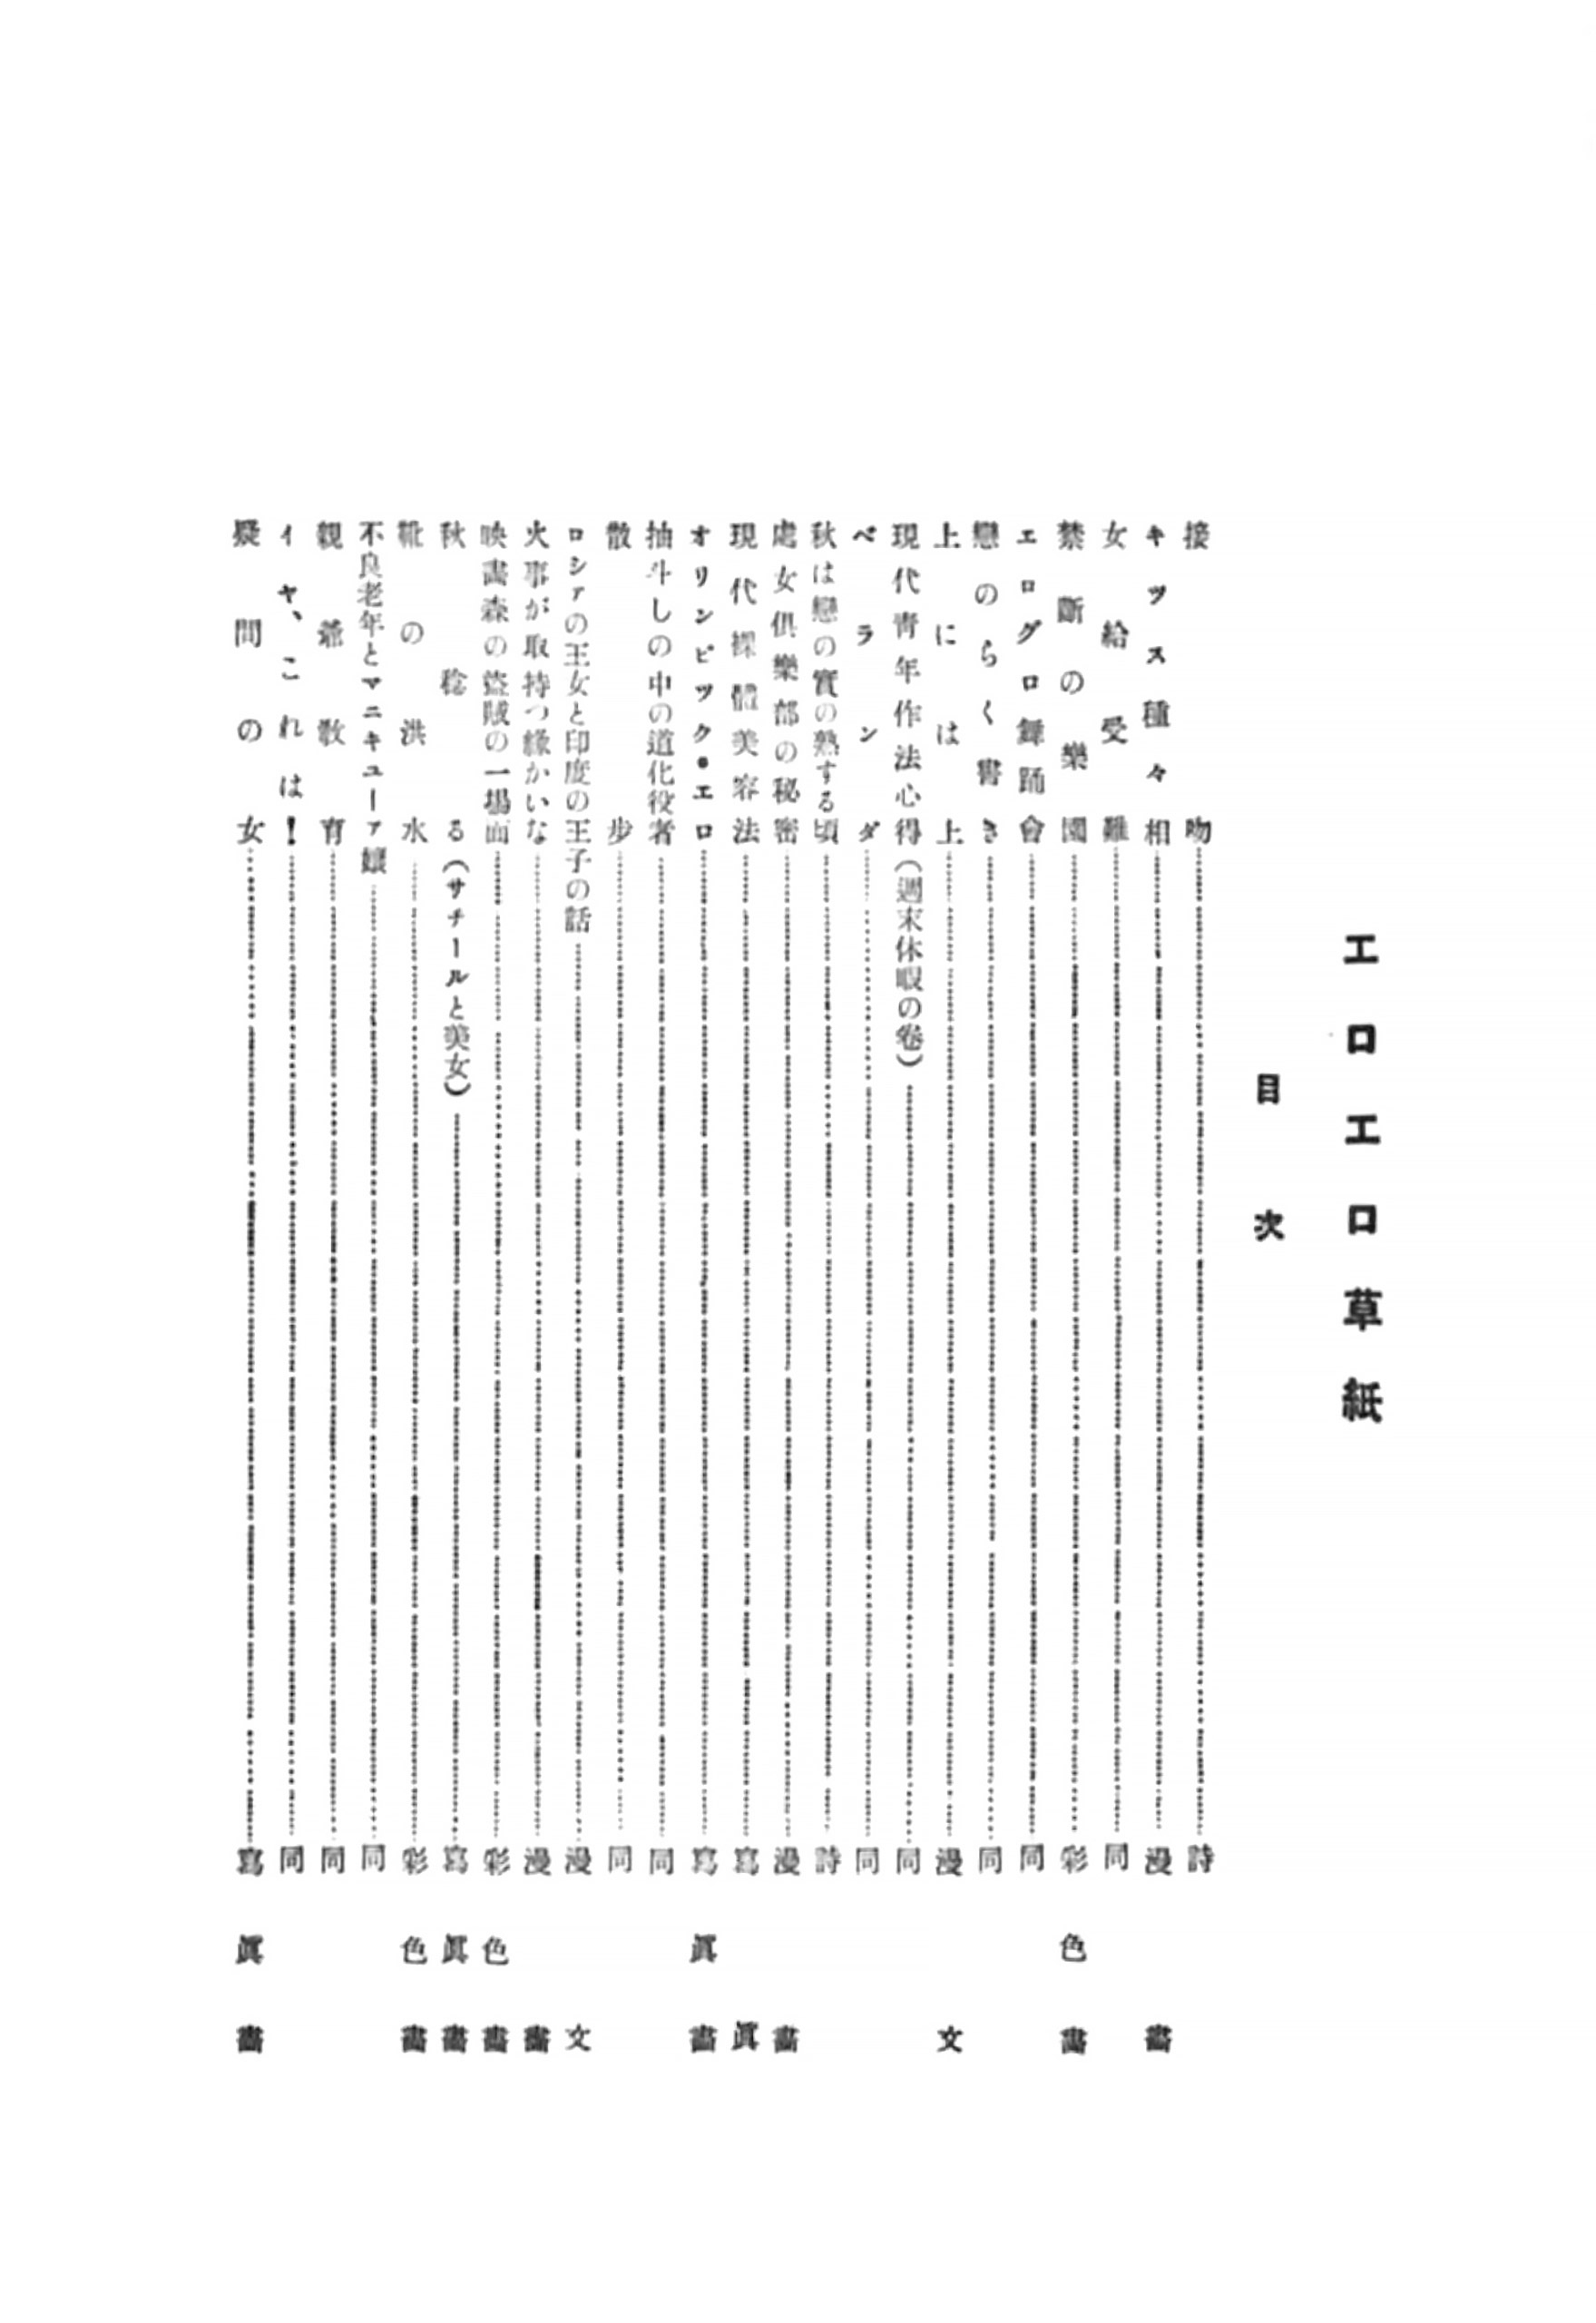 エロエロ草紙
目次
接吻……詩
キッス種々相……漫畫
女給受難……同
禁斷の樂園……彩色畫
エログロ舞踊會……同
戀のらく書き……同
上には上……漫文
現代靑年作法心得(週末休暇の卷)……同
ベランダ……同
秋は戀の實の熟する頃……詩
處女倶樂部の秘密……漫畫
現代裸體美容法……寫眞
オリンピック・エロ……寫眞畫
抽斗しの中の道化役者……同
散步……同
ロシァの王女と印度の王子の話……漫文
火事が取持つ緣かいな……漫畫
映畵森の盜賊の一場面……彩色畫
秋稔る(サチールと美女)……寫眞畫
靴の洪水……彩色畫
不良老年とマニキューァ孃……同
親爺敎育……同
イヤ、これは!……同
疑問の女……寫眞畫